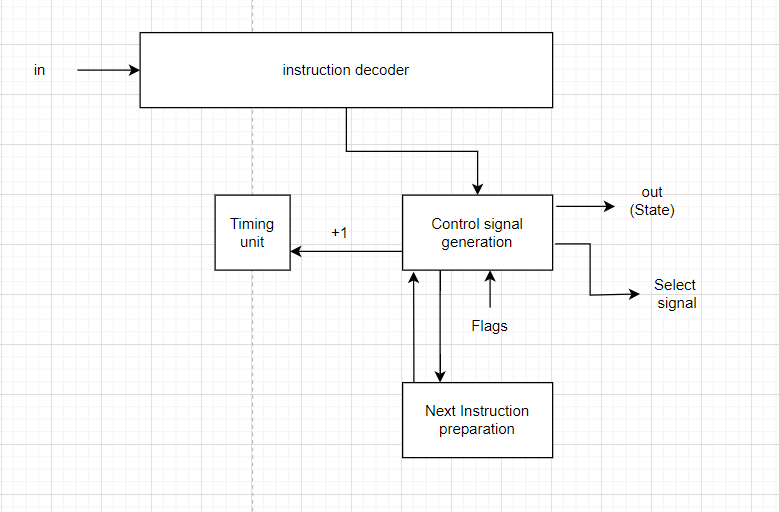 in
instruction decoder
out
(State)
Timing
unit
+1
Control signal
generation
Select
signal
Flags
Next Instruction
preparation